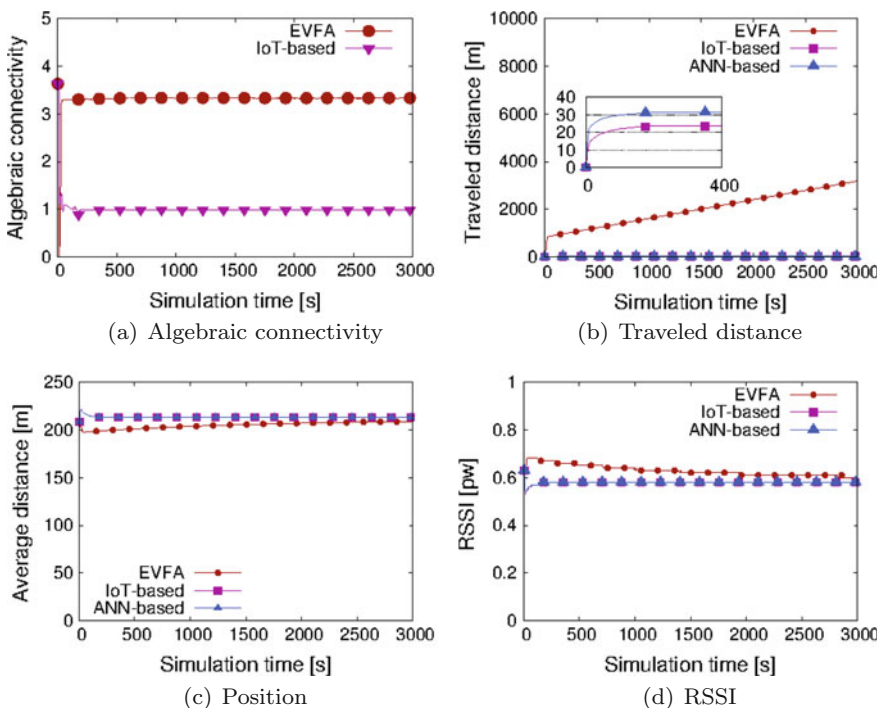 EVFA
IoT-based
Algebraic connectivity
5
4
3
2
1
0
0 500 1000 1500 2000 2500 3000
Simulation time [s]
(a) Algebraic connectivity
EVFA
IoT-based
ANN-based
Traveled distance [m]
10000
8000
6000
4000
2000
0
40
30
20
10
0
0 400
0 500 1000 1500 2000 2500 3000
Simulation time [s]
(b) Traveled distance
Average distance [m]
250
200
150
100
50
0
EVFA
IoT-based
ANN-based
0 500 1000 1500 2000 2500 3000
Simulation time [s]
(c) Position
EVFA
IoT-based
ANN-based
RSSI [pw]
1
0.8
0.6
0.4
0.2
0
0 500 1000 1500 2000 2500 3000
Simulation time [s]
(d) RSSI